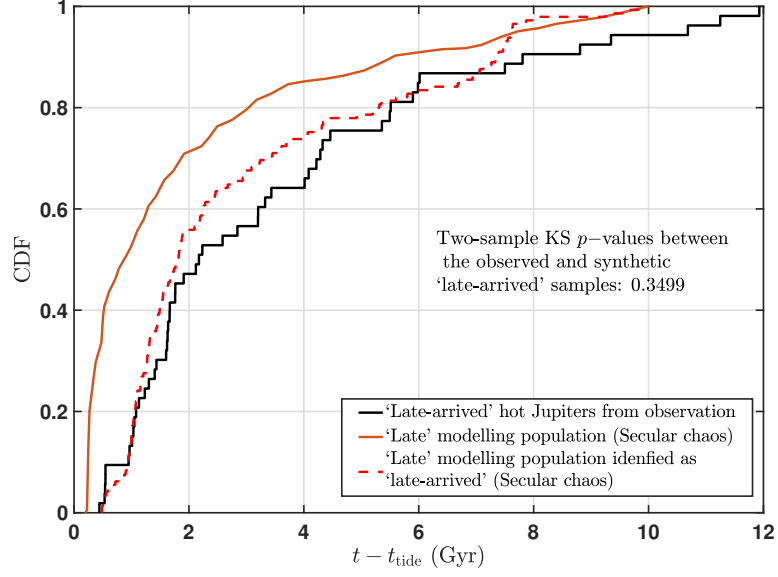 1
0.8
0.6
0.4
0.2
0
CDF
0 2 4 6 8 10 12
t − t_tide (Gyr)
Two-sample KS p−values between
the observed and synthetic
‘late-arrived’ samples: 0.3499
‘Late-arrived’ hot Jupiters from observation
‘Late’ modelling population (Secular chaos)
‘Late’ modelling population idenfied as
‘late-arrived’ (Secular chaos)